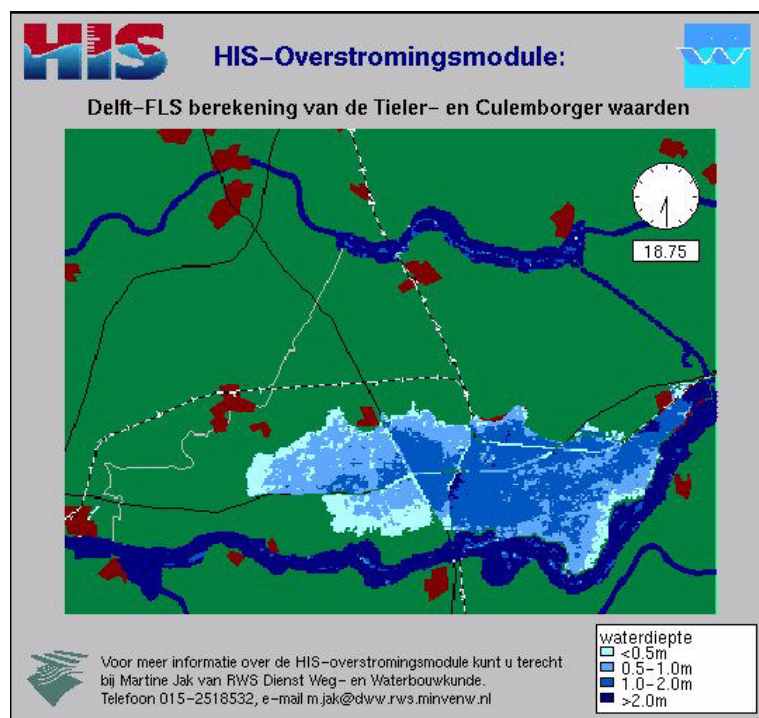 HIS
HIS-Overstromingsmodule:
Delft-FLS berekening van de Tieler- en Culemborger waarden
18.75
waterdiepte
<0.5m
0.5-1.0m
1.0-2.0m
>2.0m
Voor meer informatie over de HIS-overstromingsmodule kunt u terecht
bij Martine Jak van RWS Dienst Weg- en Waterbouwkunde.
Telefoon 015-2518532, e-mail m.jak@dww.rws.minvenw.nl